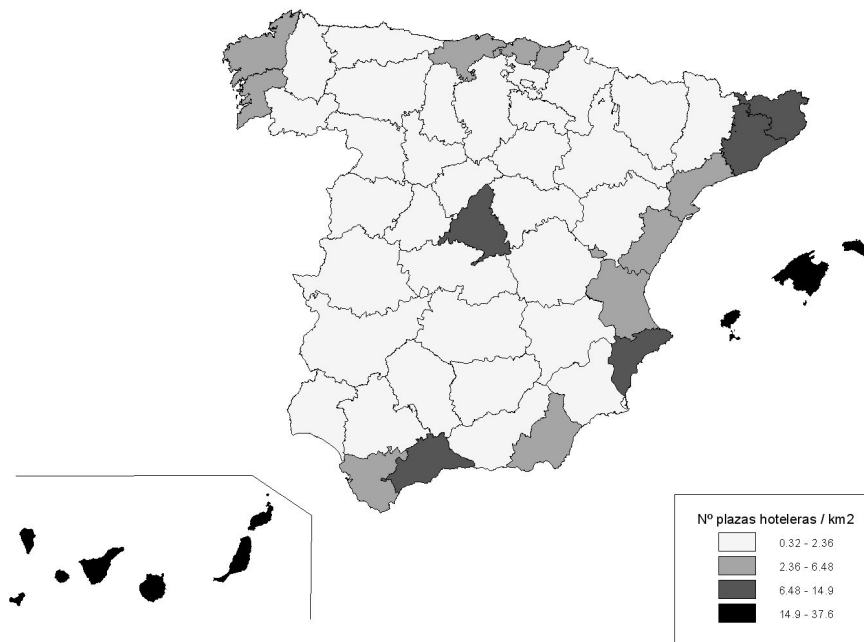 Nº plazas hoteleras / km2
0.32 - 2.36
2.36 - 6.48
6.48 - 14.9
14.9 - 37.6